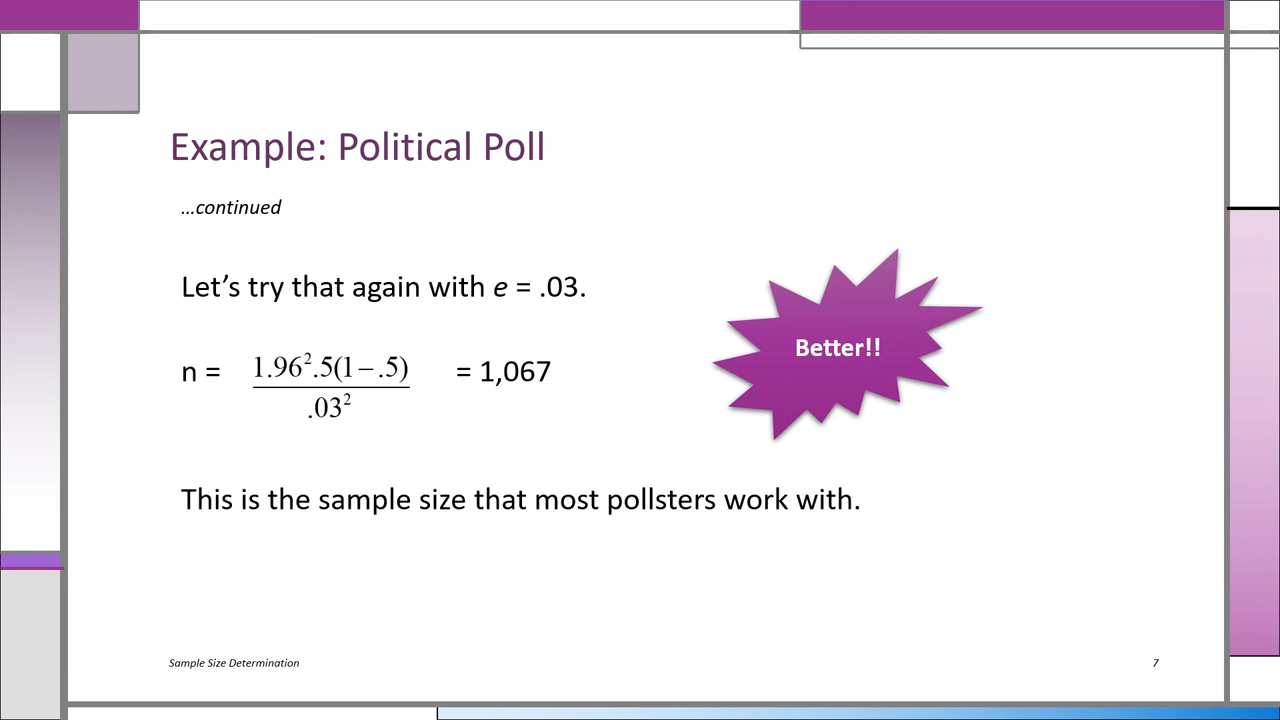 Example: Political Poll
…continued
Let’s try that again with e = .03.
n = 1.96².5(1−.5) / .03² = 1,067
Better!!
This is the sample size that most pollsters work with.
Sample Size Determination
7